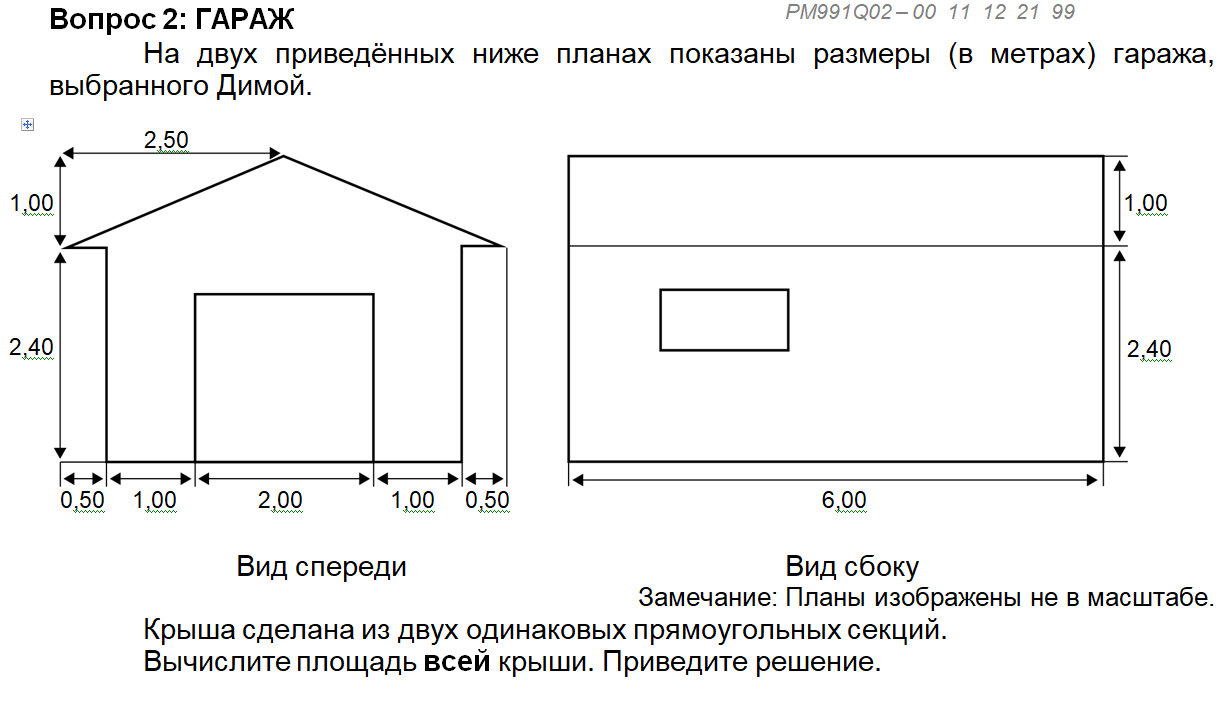 Вопрос 2: ГАРАЖ
PM991Q02 – 00 11 12 21 99
На двух приведённых ниже планах показаны размеры (в метрах) гаража,
выбранного Димой.
2,50
1,00
2,40
0,50 1,00 2,00 1,00 0,50
1,00
2,40
6,00
Вид спереди
Вид сбоку
Замечание: Планы изображены не в масштабе.
Крыша сделана из двух одинаковых прямоугольных секций.
Вычислите площадь всей крыши. Приведите решение.